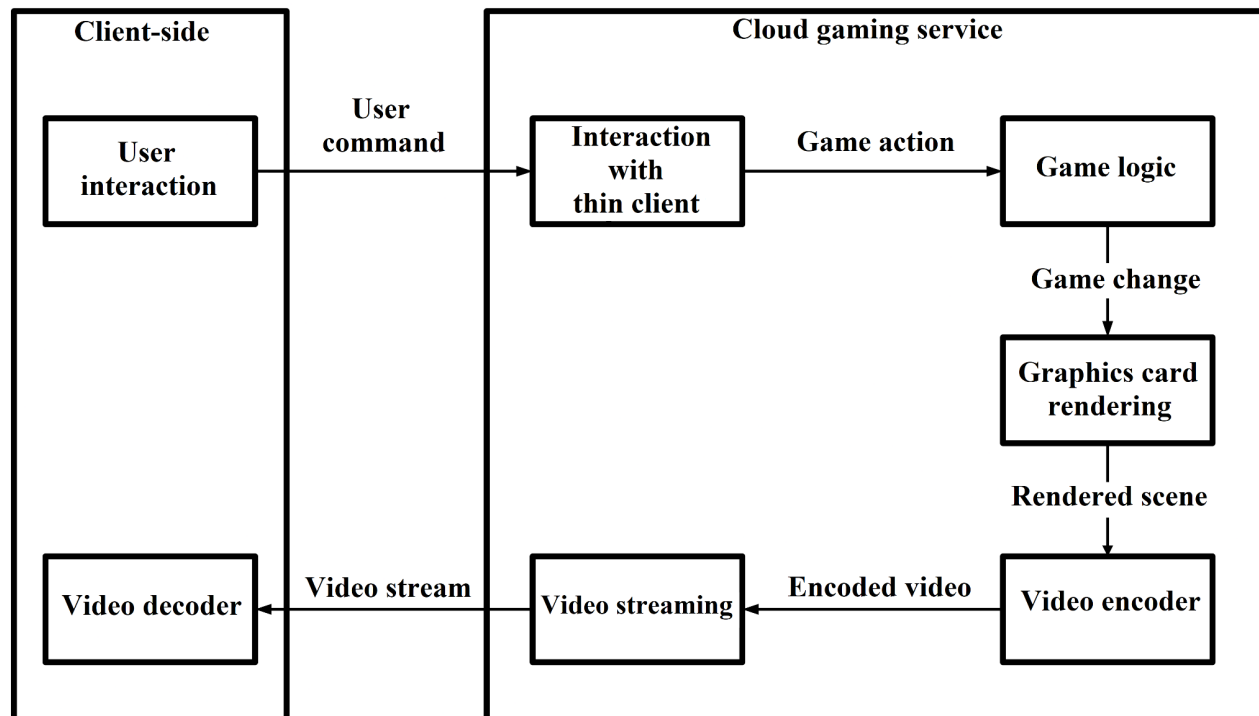 Client-side
Cloud gaming service
User
interaction
User
command
Interaction
with
thin client
Game action
Game logic
Game change
Graphics card
rendering
Rendered scene
Video decoder
Video stream
Video streaming
Encoded video
Video encoder